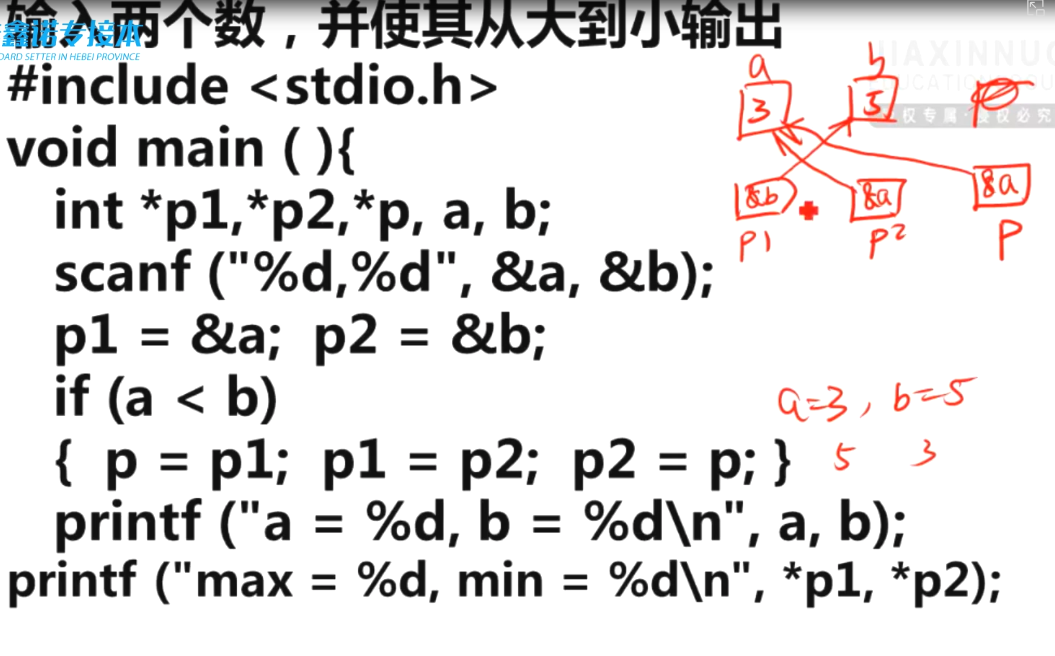 输入两个数，并使其从大到小输出
鑫诺专接本
OARD SETTER IN HEBEI PROVINCE
#include <stdio.h>
void main ( ){
int *p1,*p2,*p, a, b;
scanf ("%d,%d", &a, &b);
p1 = &a;  p2 = &b;
if (a < b)
{  p = p1;  p1 = p2;  p2 = p; }
printf ("a = %d, b = %d\n", a, b);
printf ("max = %d, min = %d\n", *p1, *p2);
JIAXINNUO
EDUCATION
权专属·侵权必究
a b
3 5
&b &a &a
p1 p2 p
a=3, b=5
5 3